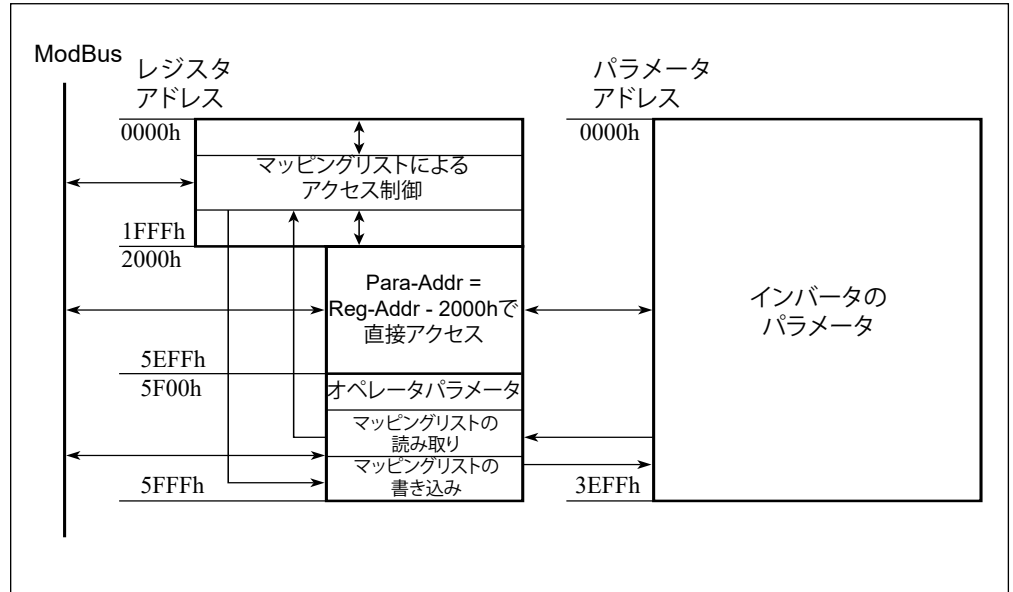 ModBus
レジスタ
アドレス
パラメータ
アドレス
0000h
0000h
マッピングリストによる
アクセス制御
1FFFh
2000h
Para-Addr =
Reg-Addr - 2000hで
直接アクセス
インバータの
パラメータ
5EFFh
5F00h
オペレータパラメータ
マッピングリストの
読み取り
マッピングリストの
書き込み
5FFFh
3EFFh